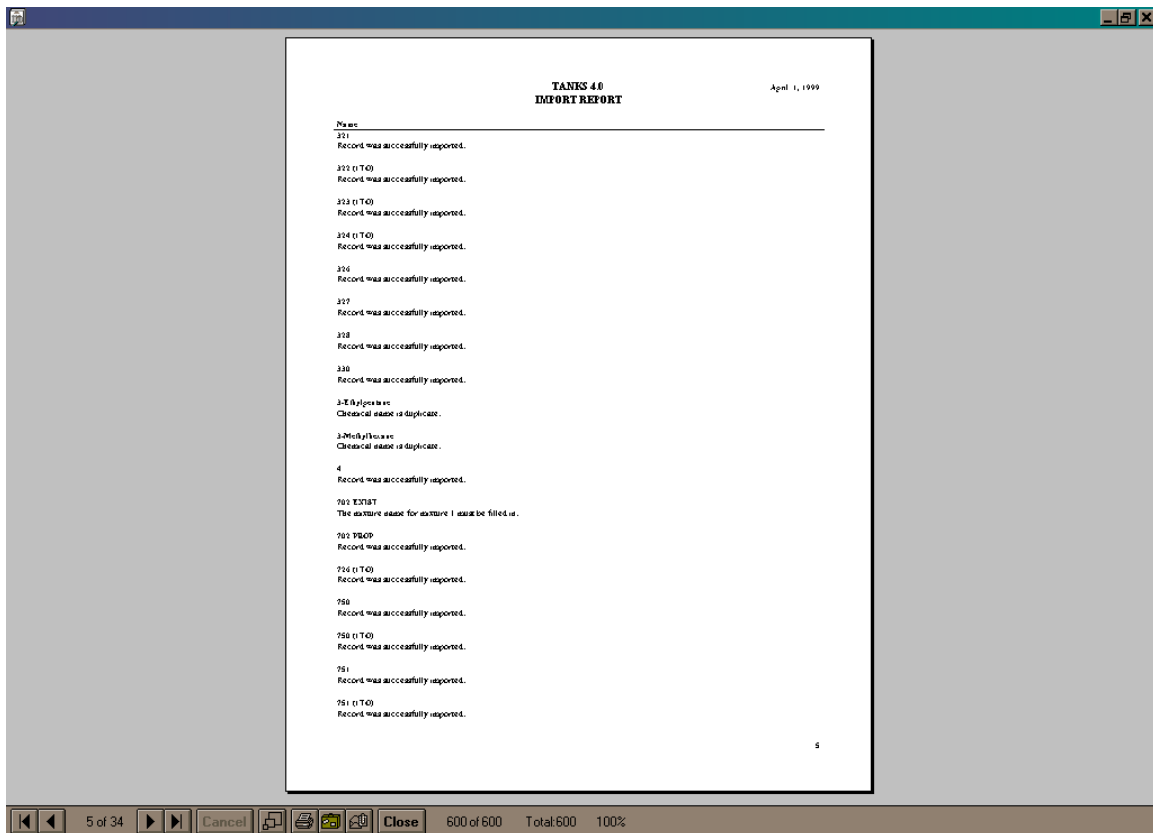 TANKS 4.0
April 1, 1999
IMPORT REPORT
Name
321
Record was successfully imported.
322 (1TO)
Record was successfully imported.
323 (1TO)
Record was successfully imported.
324 (1TO)
Record was successfully imported.
326
Record was successfully imported.
327
Record was successfully imported.
328
Record was successfully imported.
330
Record was successfully imported.
3-Ethylpentane
Chemical name is duplicate.
3-Methylhexane
Chemical name is duplicate.
4
Record was successfully imported.
702 EXIST
The mixture name for mixture 1 must be filled in.
702 PROP
Record was successfully imported.
726 (1TO)
Record was successfully imported.
750
Record was successfully imported.
750 (1TO)
Record was successfully imported.
751
Record was successfully imported.
751 (1TO)
Record was successfully imported.
5
5 of 34 Cancel Close 600 of 600 Total:600 100%